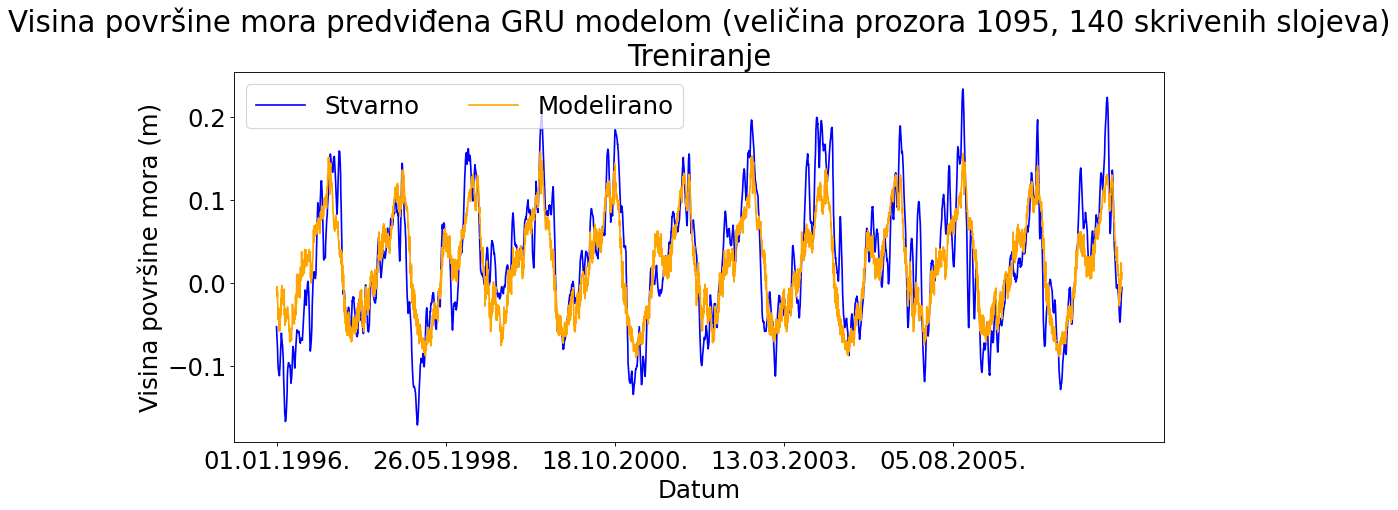 Visina površine mora predviđena GRU modelom (veličina prozora 1095, 140 skrivenih slojeva)
Treniranje
Stvarno Modelirano
Visina površine mora (m)
0.2
0.1
0.0
−0.1
01.01.1996. 26.05.1998. 18.10.2000. 13.03.2003. 05.08.2005.
Datum